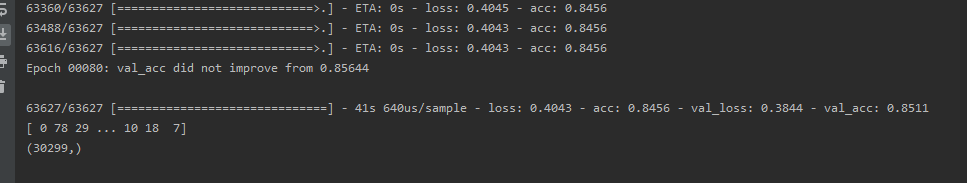 63360/63627 [============================>.] - ETA: 0s - loss: 0.4045 - acc: 0.8456
63488/63627 [============================>.] - ETA: 0s - loss: 0.4043 - acc: 0.8456
63616/63627 [============================>.] - ETA: 0s - loss: 0.4043 - acc: 0.8456
Epoch 00080: val_acc did not improve from 0.85644
63627/63627 [==============================] - 41s 640us/sample - loss: 0.4043 - acc: 0.8456 - val_loss: 0.3844 - val_acc: 0.8511
[ 0 78 29 ... 10 18  7]
(30299,)